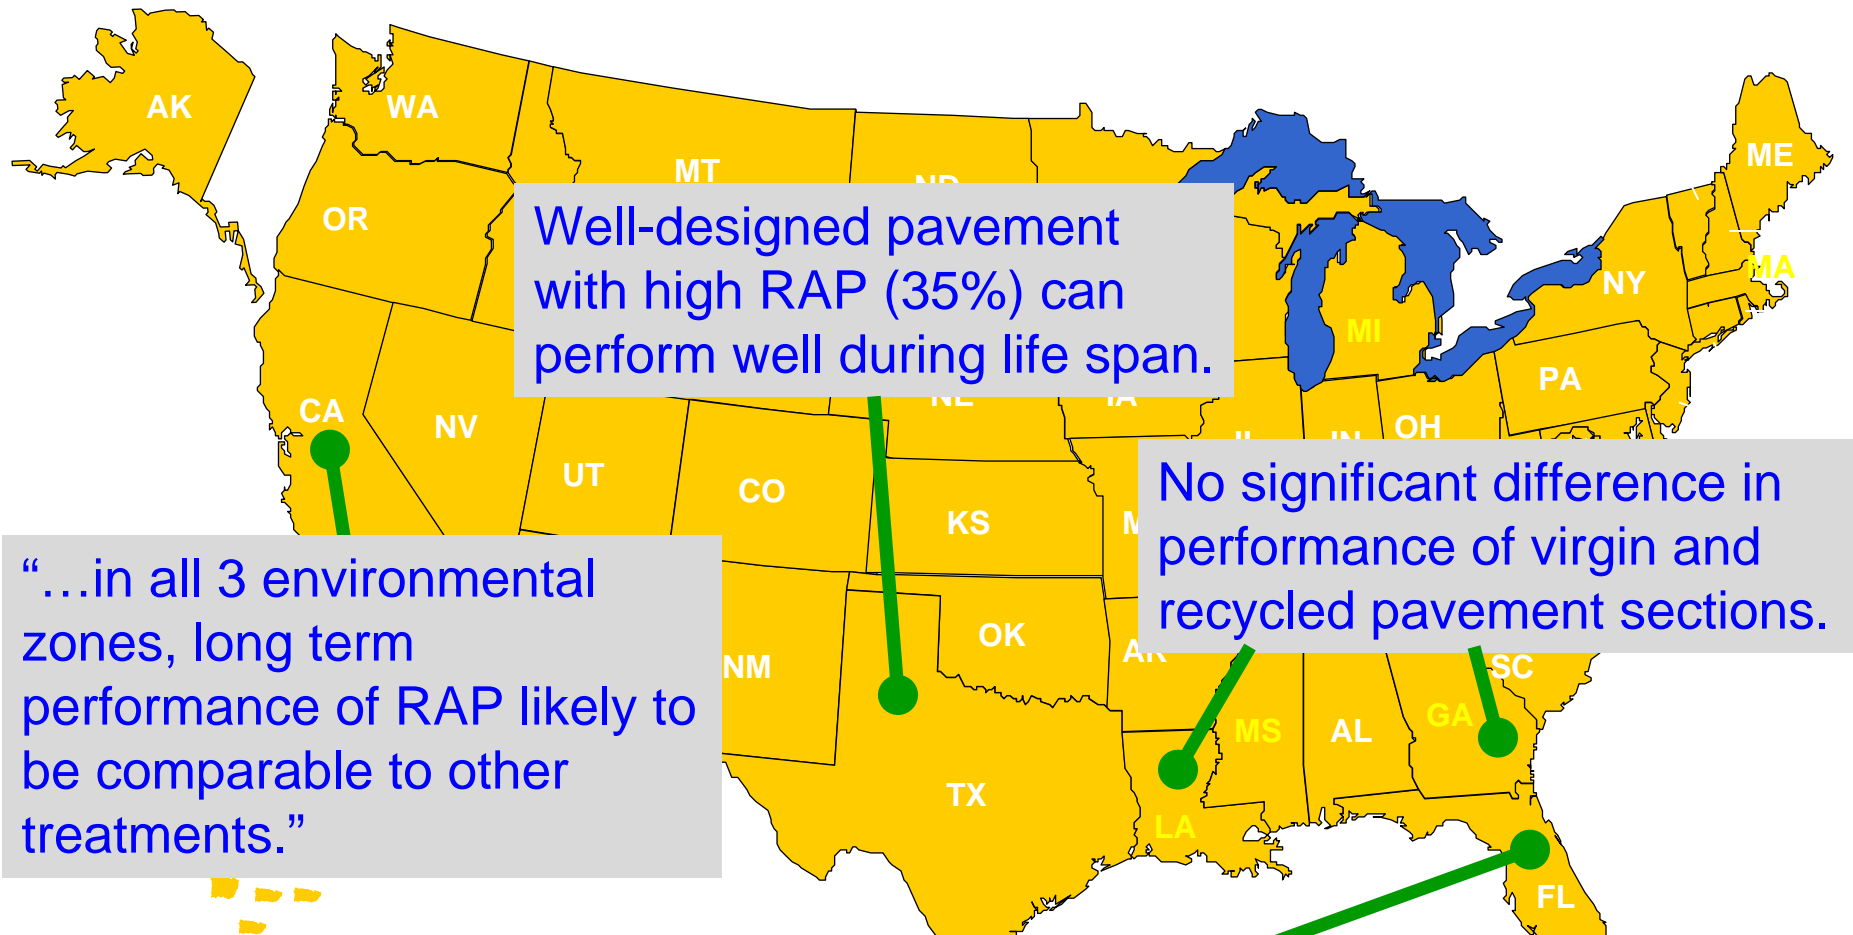 AK
WA
MT
ME
OR
Well-designed pavement
with high RAP (35%) can
perform well during life span.
MA
NY
MI
PA
CA
NV
OH
UT
CO
KS
No significant difference in
performance of virgin and
recycled pavement sections.
“…in all 3 environmental
zones, long term
performance of RAP likely to
be comparable to other
treatments.”
NM
OK
AR
SC
GA
MS
AL
TX
LA
FL
NE
IA